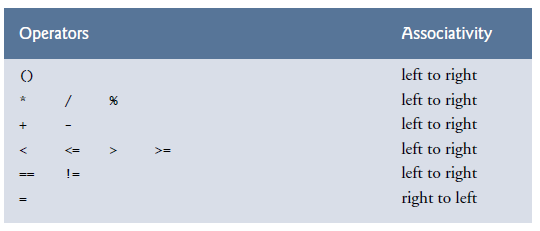 Operators Associativity
() left to right
* / % left to right
+ - left to right
< <= > >= left to right
== != left to right
= right to left